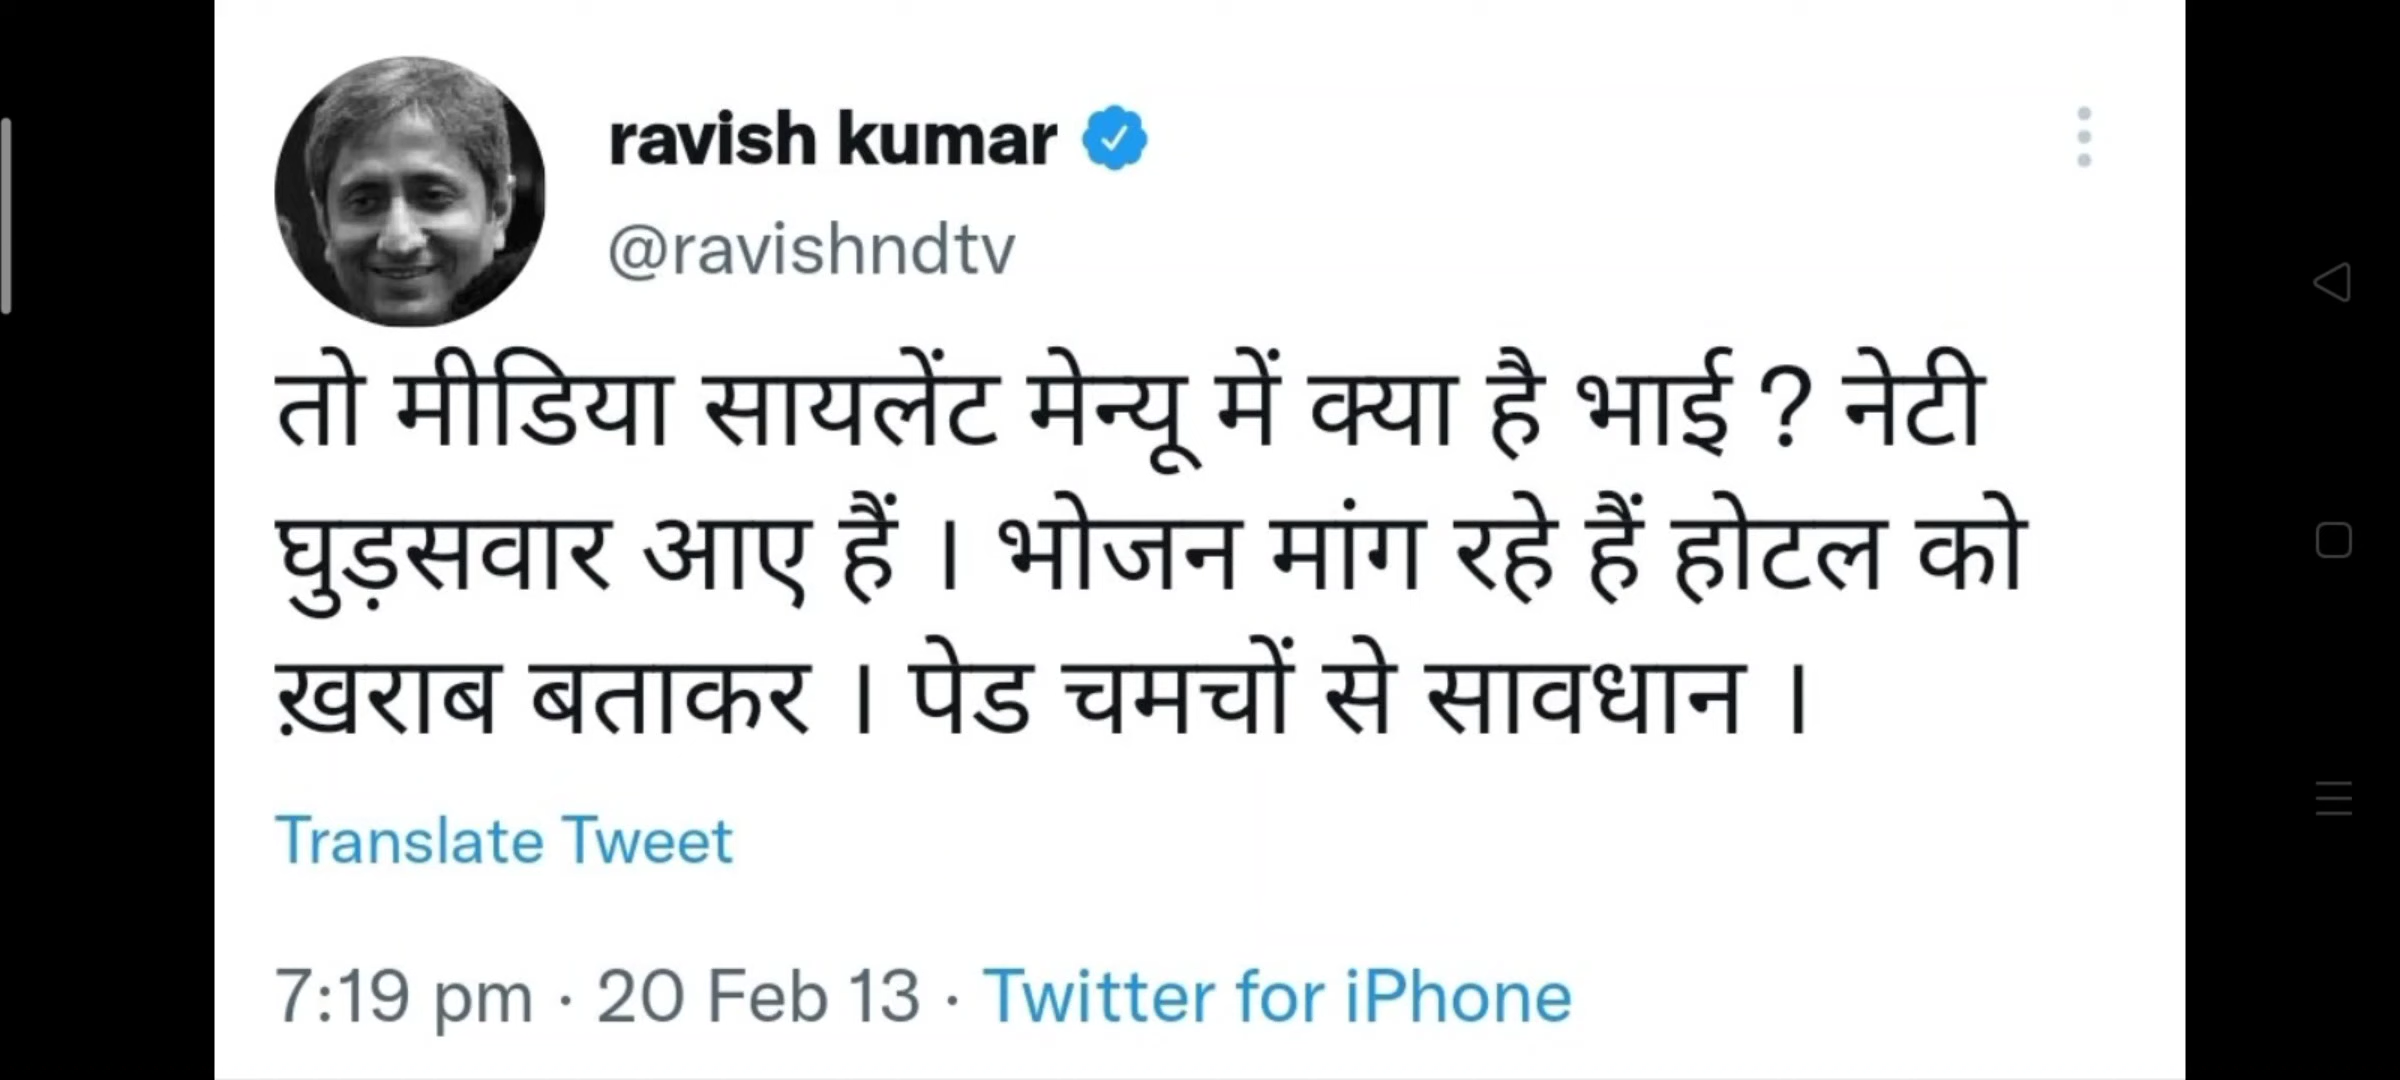 ravish kumar
@ravishndtv
तो मीडिया सायलेंट मेन्यू में क्या है भाई ? नेटी
घुड़सवार आए हैं । भोजन मांग रहे हैं होटल को
ख़राब बताकर । पेड चमचों से सावधान ।
Translate Tweet
7:19 pm · 20 Feb 13 · Twitter for iPhone